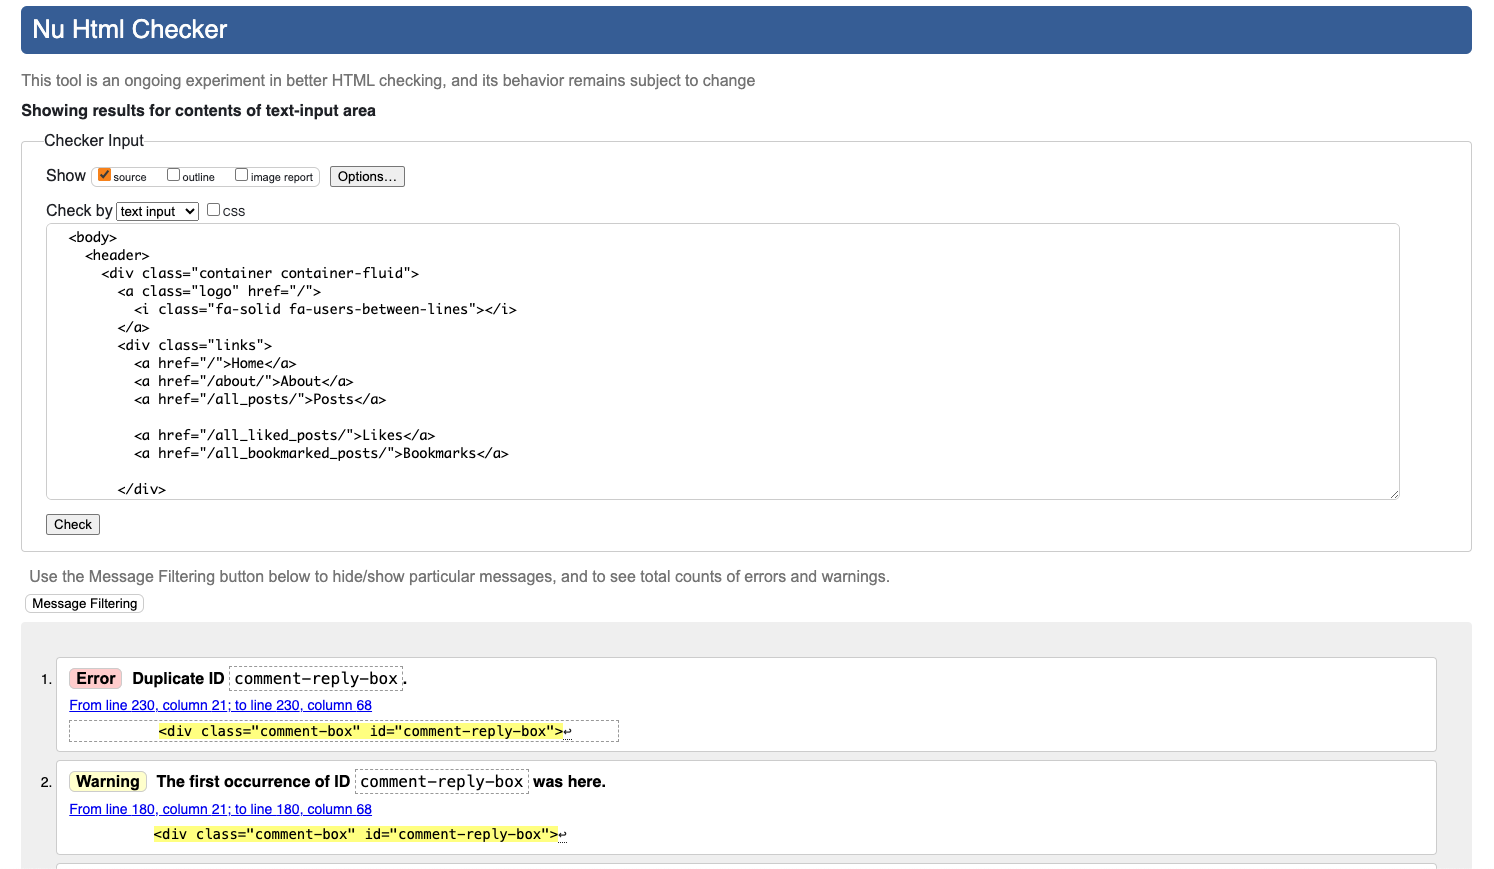 Nu Html Checker
This tool is an ongoing experiment in better HTML checking, and its behavior remains subject to change
Showing results for contents of text-input area
Checker Input
Show source outline image report Options...
Check by text input CSS
<body>
<header>
<div class="container container-fluid">
<a class="logo" href="/">
<i class="fa-solid fa-users-between-lines"></i>
</a>
<div class="links">
<a href="/">Home</a>
<a href="/about/">About</a>
<a href="/all_posts/">Posts</a>
<a href="/all_liked_posts/">Likes</a>
<a href="/all_bookmarked_posts/">Bookmarks</a>
</div>
Check
Use the Message Filtering button below to hide/show particular messages, and to see total counts of errors and warnings.
Message Filtering
1. Error Duplicate ID comment-reply-box.
From line 230, column 21; to line 230, column 68
<div class="comment-box" id="comment-reply-box">↩
2. Warning The first occurrence of ID comment-reply-box was here.
From line 180, column 21; to line 180, column 68
<div class="comment-box" id="comment-reply-box">↩